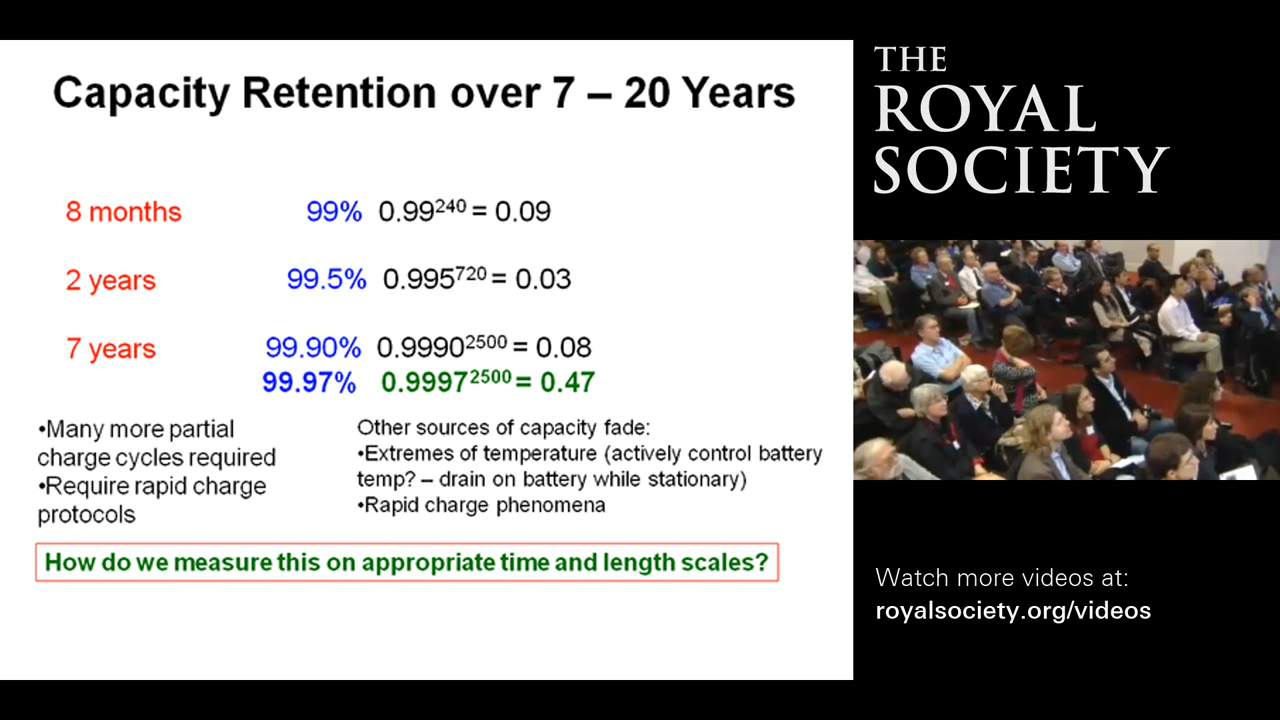 Capacity Retention over 7 – 20 Years
8 months 99% 0.99²⁴⁰ = 0.09
2 years 99.5% 0.995⁷²⁰ = 0.03
7 years 99.90% 0.9990²⁵⁰⁰ = 0.08
99.97% 0.9997²⁵⁰⁰ = 0.47
•Many more partial
charge cycles required
•Require rapid charge
protocols
Other sources of capacity fade:
•Extremes of temperature (actively control battery
temp? – drain on battery while stationary)
•Rapid charge phenomena
How do we measure this on appropriate time and length scales?
THE
ROYAL
SOCIETY
Watch more videos at:
royalsociety.org/videos